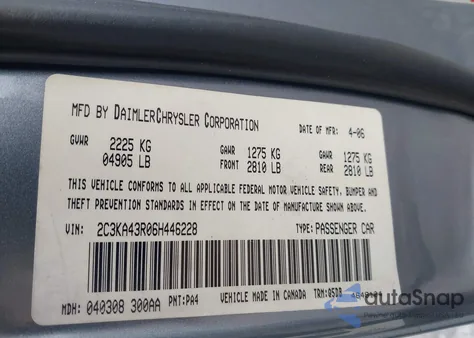 MFD BY DAIMLERCHRYSLER CORPORATION DATE OF MFR: 4-06
GVWR 2225 KG GAWR 1275 KG GAWR 1275 KG
04905 LB FRONT 2810 LB REAR 2810 LB
THIS VEHICLE CONFORMS TO ALL APPLICABLE FEDERAL MOTOR VEHICLE SAFETY, BUMPER AND
THEFT PREVENTION STANDARDS IN EFFECT ON THE DATE OF MANUFACTURE SHOWN ABOVE.
VIN: 2C3KA43R06H446228 TYPE: PASSENGER CAR
MDH: 040308 300AA PNT: PA4 VEHICLE MADE IN CANADA TRM: Q5DB
autoSnap